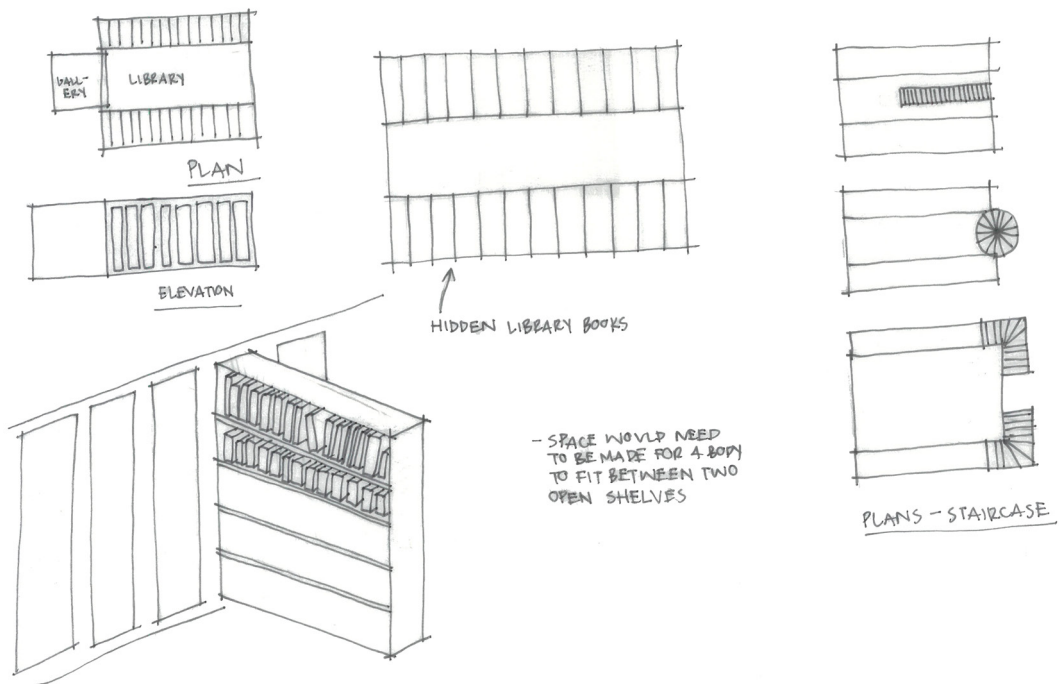 GALL-
ERY
LIBRARY
PLAN
ELEVATION
HIDDEN LIBRARY BOOKS
- SPACE WOULD NEED
TO BE MADE FOR A BODY
TO FIT BETWEEN TWO
OPEN SHELVES
PLANS - STAIRCASE